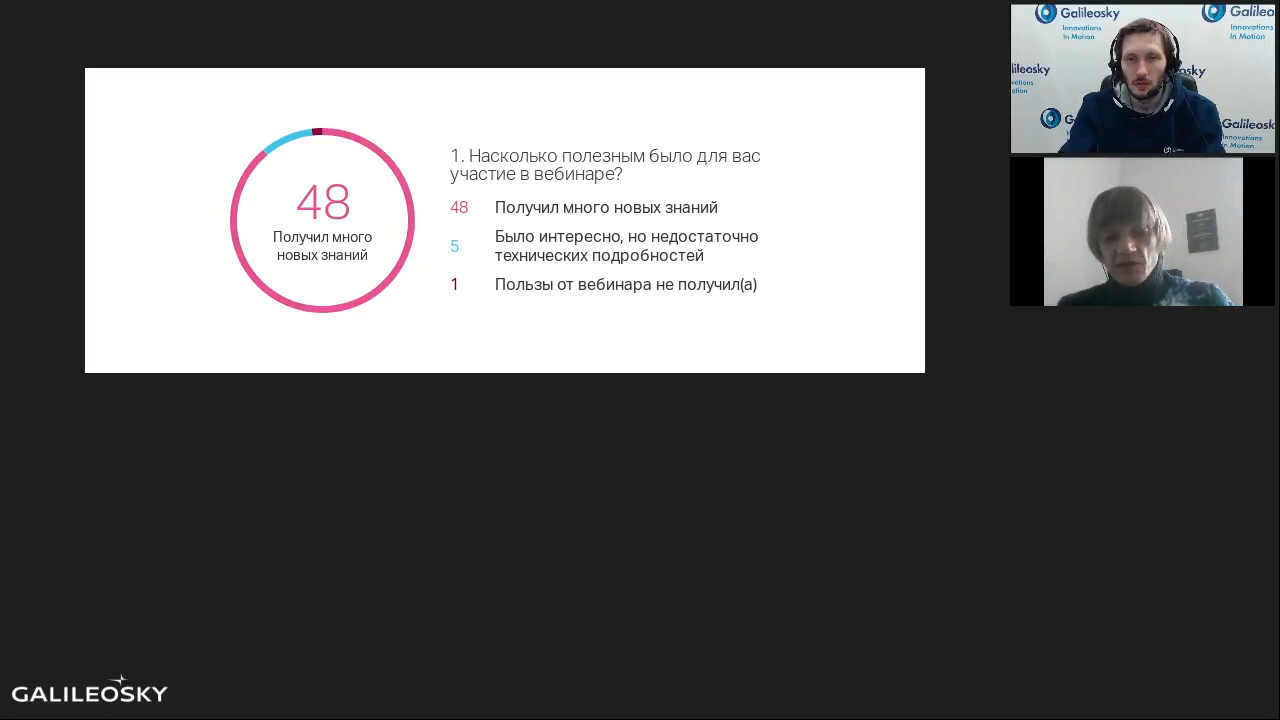 Galileosky
Innovations
In Motion
48
Получил много
новых знаний
1. Насколько полезным было для вас
участие в вебинаре?
48 Получил много новых знаний
5 Было интересно, но недостаточно
технических подробностей
1 Пользы от вебинара не получил(а)
GALILEOSKY